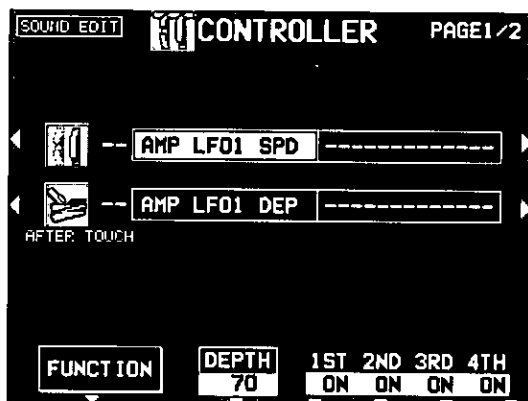 SOUND EDIT CONTROLLER PAGE1/2
-- AMP LFO1 SPD --------------
-- AMP LFO1 DEP --------------
AFTER TOUCH
FUNCTION
DEPTH 1ST 2ND 3RD 4TH
70 ON ON ON ON